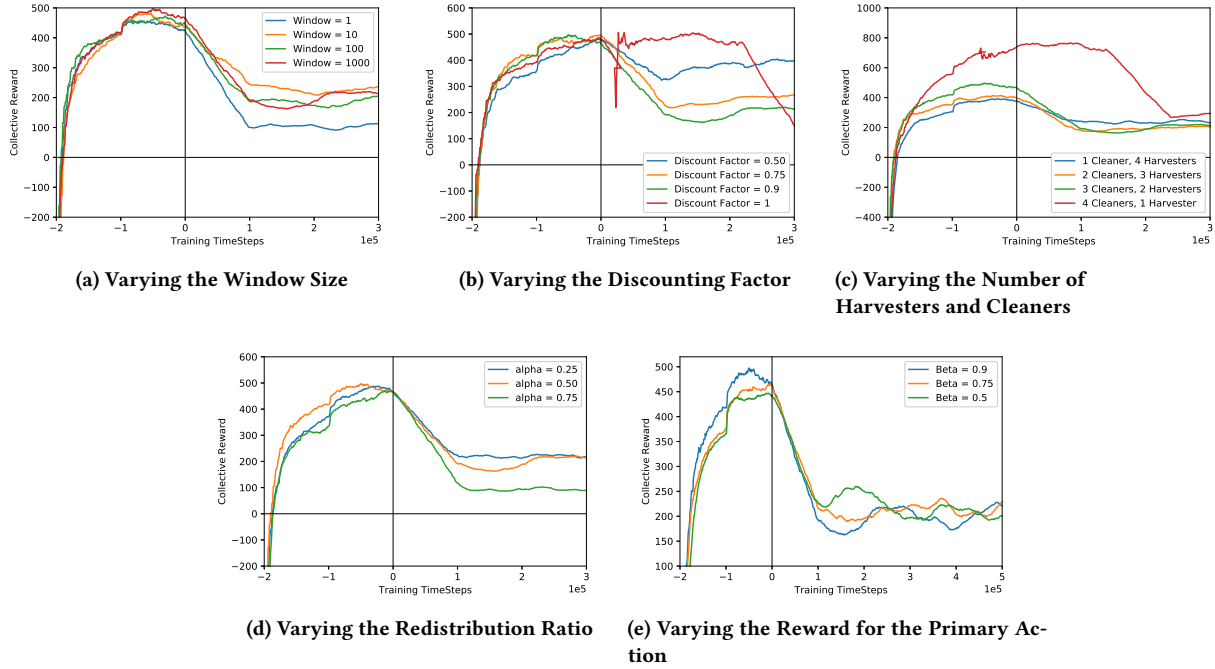 500
400
300
200
100
0
−100
−200
−2
−1
0
1
2
3
1e5
Collective Reward
Training TimeSteps
Window = 1
Window = 10
Window = 100
Window = 1000
(a) Varying the Window Size
600
500
400
300
200
100
0
−100
−200
−2
−1
0
1
2
3
1e5
Collective Reward
Training TimeSteps
Discount Factor = 0.50
Discount Factor = 0.75
Discount Factor = 0.9
Discount Factor = 1
(b) Varying the Discounting Factor
1000
800
600
400
200
0
−200
−400
−2
−1
0
1
2
3
1e5
Collective Reward
Training TimeSteps
1 Cleaner, 4 Harvesters
2 Cleaners, 3 Harvesters
3 Cleaners, 2 Harvesters
4 Cleaners, 1 Harvester
(c) Varying the Number of
Harvesters and Cleaners
600
500
400
300
200
100
0
−100
−200
−2
−1
0
1
2
3
1e5
Collective Reward
Training TimeSteps
alpha = 0.25
alpha = 0.50
alpha = 0.75
(d) Varying the Redistribution Ratio
500
450
400
350
300
250
200
150
100
−2
−1
0
1
2
3
4
5
1e5
Collective Reward
Training TimeSteps
Beta = 0.9
Beta = 0.75
Beta = 0.5
(e) Varying the Reward for the Primary Ac-
tion